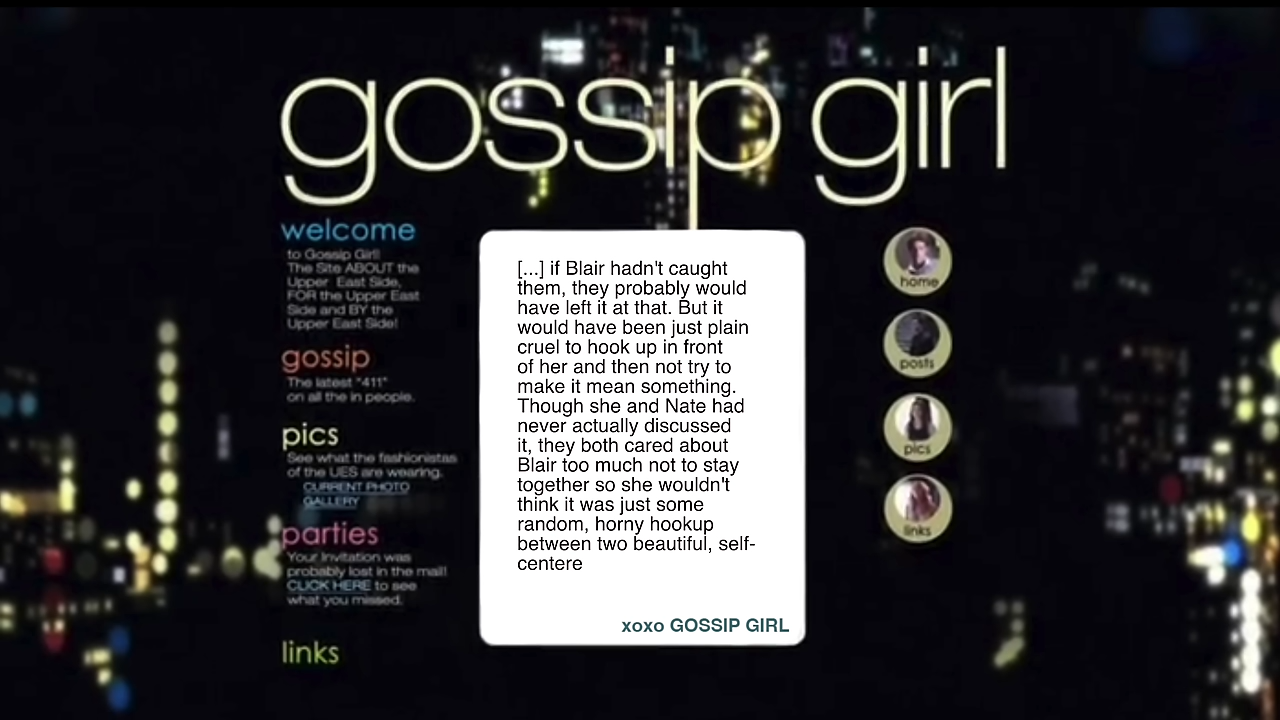 gossip girl
welcome
to Gossip Girl!
The Site ABOUT the
Upper East Side,
FOR the Upper East
Side and BY the
Upper East Side!
gossip
The latest "411"
on all the in people.
pics
See what the fashionistas
of the UES are wearing.
CURRENT PHOTO
GALLERY
parties
Your Invitation was
probably lost in the mail!
CLICK HERE to see
what you missed.
links
[...] if Blair hadn't caught
them, they probably would
have left it at that. But it
would have been just plain
cruel to hook up in front
of her and then not try to
make it mean something.
Though she and Nate had
never actually discussed
it, they both cared about
Blair too much not to stay
together so she wouldn't
think it was just some
random, horny hookup
between two beautiful, self-
centere
xoxo GOSSIP GIRL
home
posts
pics
links